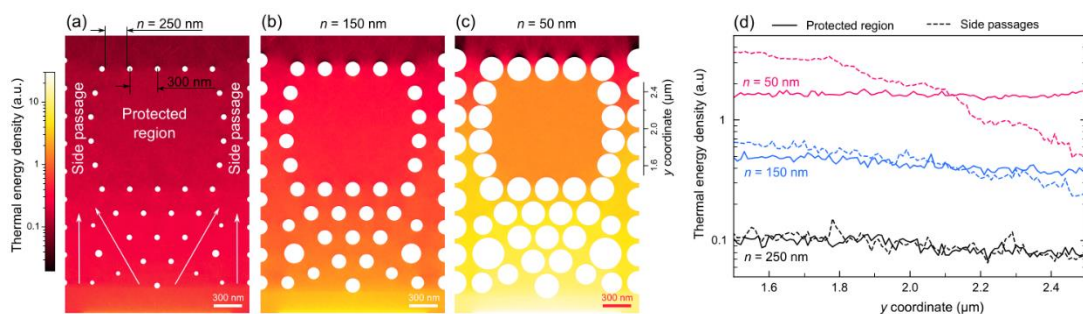 (a)
n = 250 nm
300 nm
Side passage
Protected region
Side passage
300 nm
Thermal energy density (a.u.)
10
1
0.1
(b)
n = 150 nm
300 nm
(c)
n = 50 nm
2.4
2.0
1.6
y coordinate (μm)
300 nm
(d)
Protected region
Side passages
Thermal energy density (a.u)
1
0.1
n = 50 nm
n = 150 nm
n = 250 nm
1.6 1.8 2.0 2.2 2.4
y coordinate (μm)